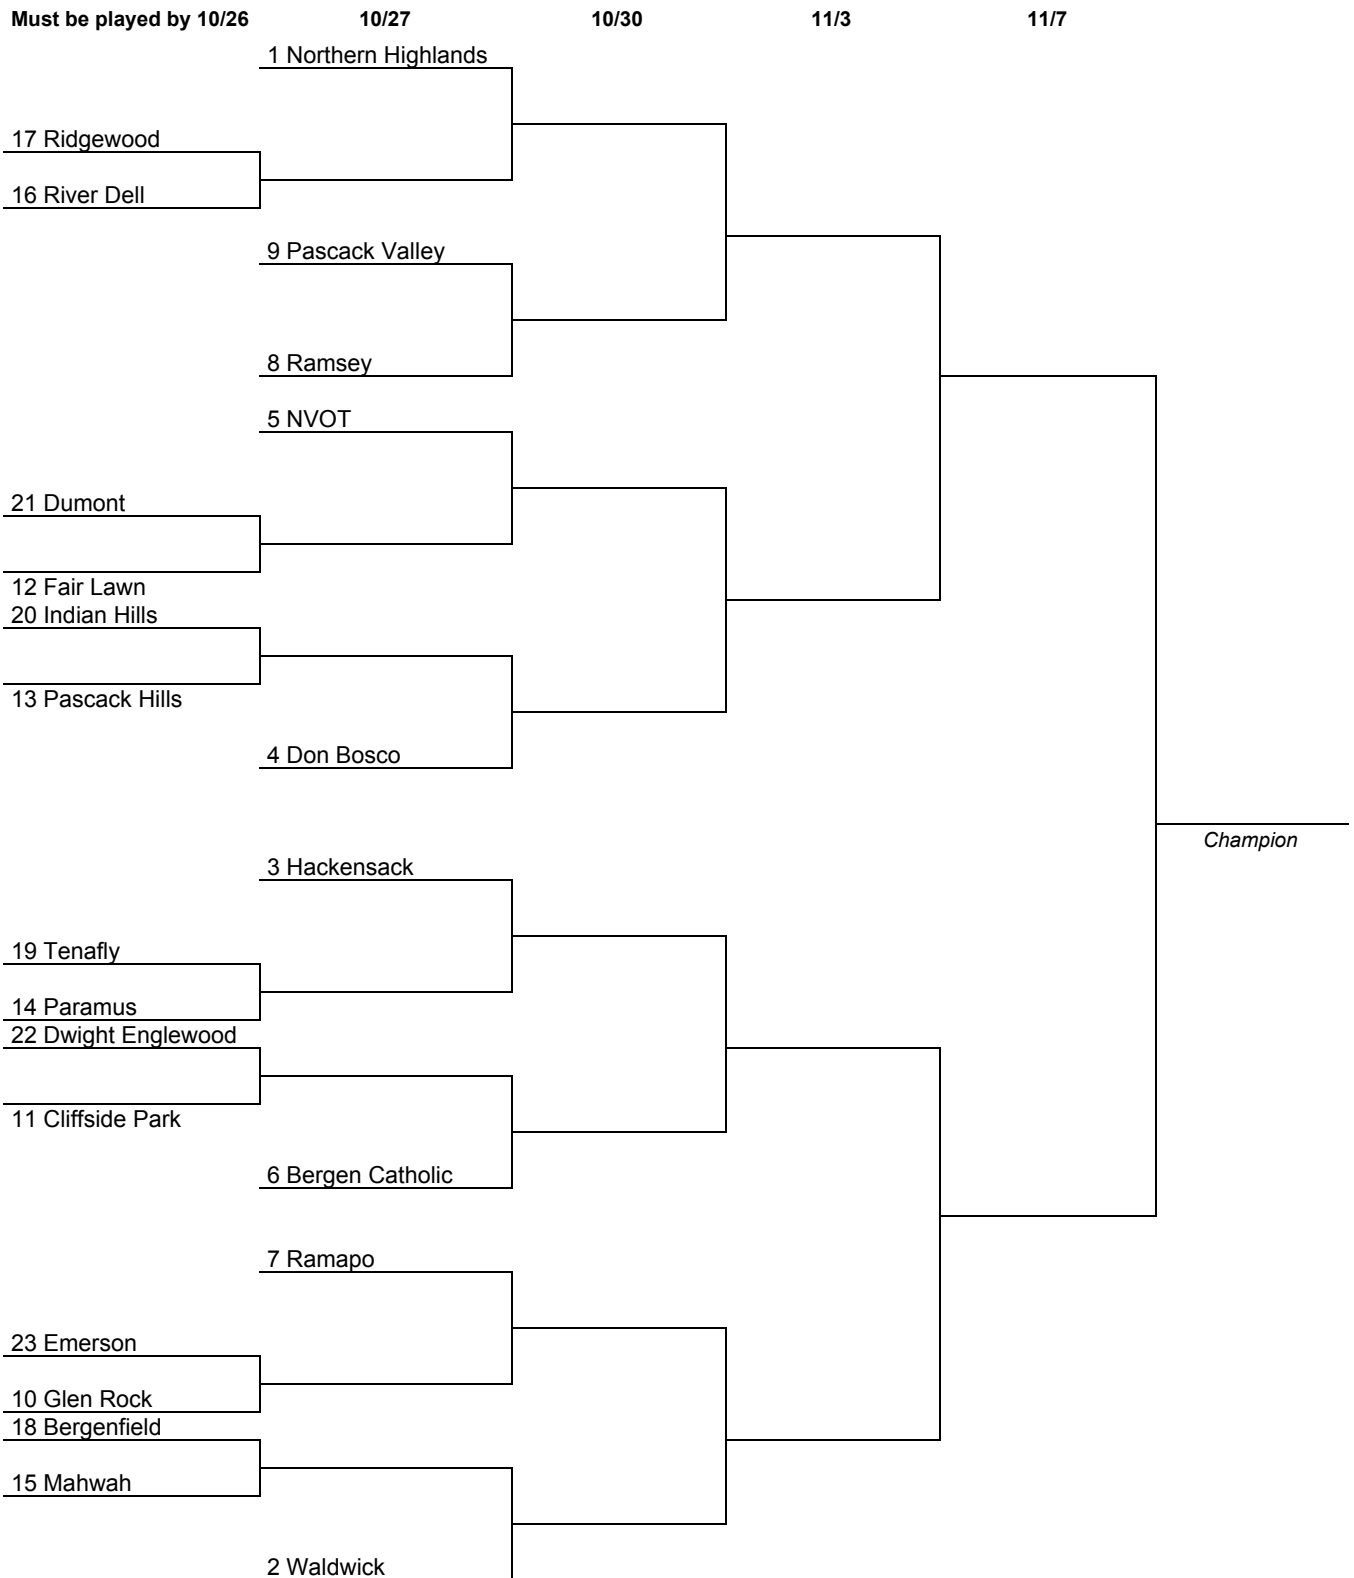 Must be played by 10/26 10/27 10/30 11/3 11/7
1 Northern Highlands
17 Ridgewood
16 River Dell
9 Pascack Valley
8 Ramsey
5 NVOT
21 Dumont
12 Fair Lawn
20 Indian Hills
13 Pascack Hills
4 Don Bosco
Champion
3 Hackensack
19 Tenafly
14 Paramus
22 Dwight Englewood
11 Cliffside Park
6 Bergen Catholic
7 Ramapo
23 Emerson
10 Glen Rock
18 Bergenfield
15 Mahwah
2 Waldwick